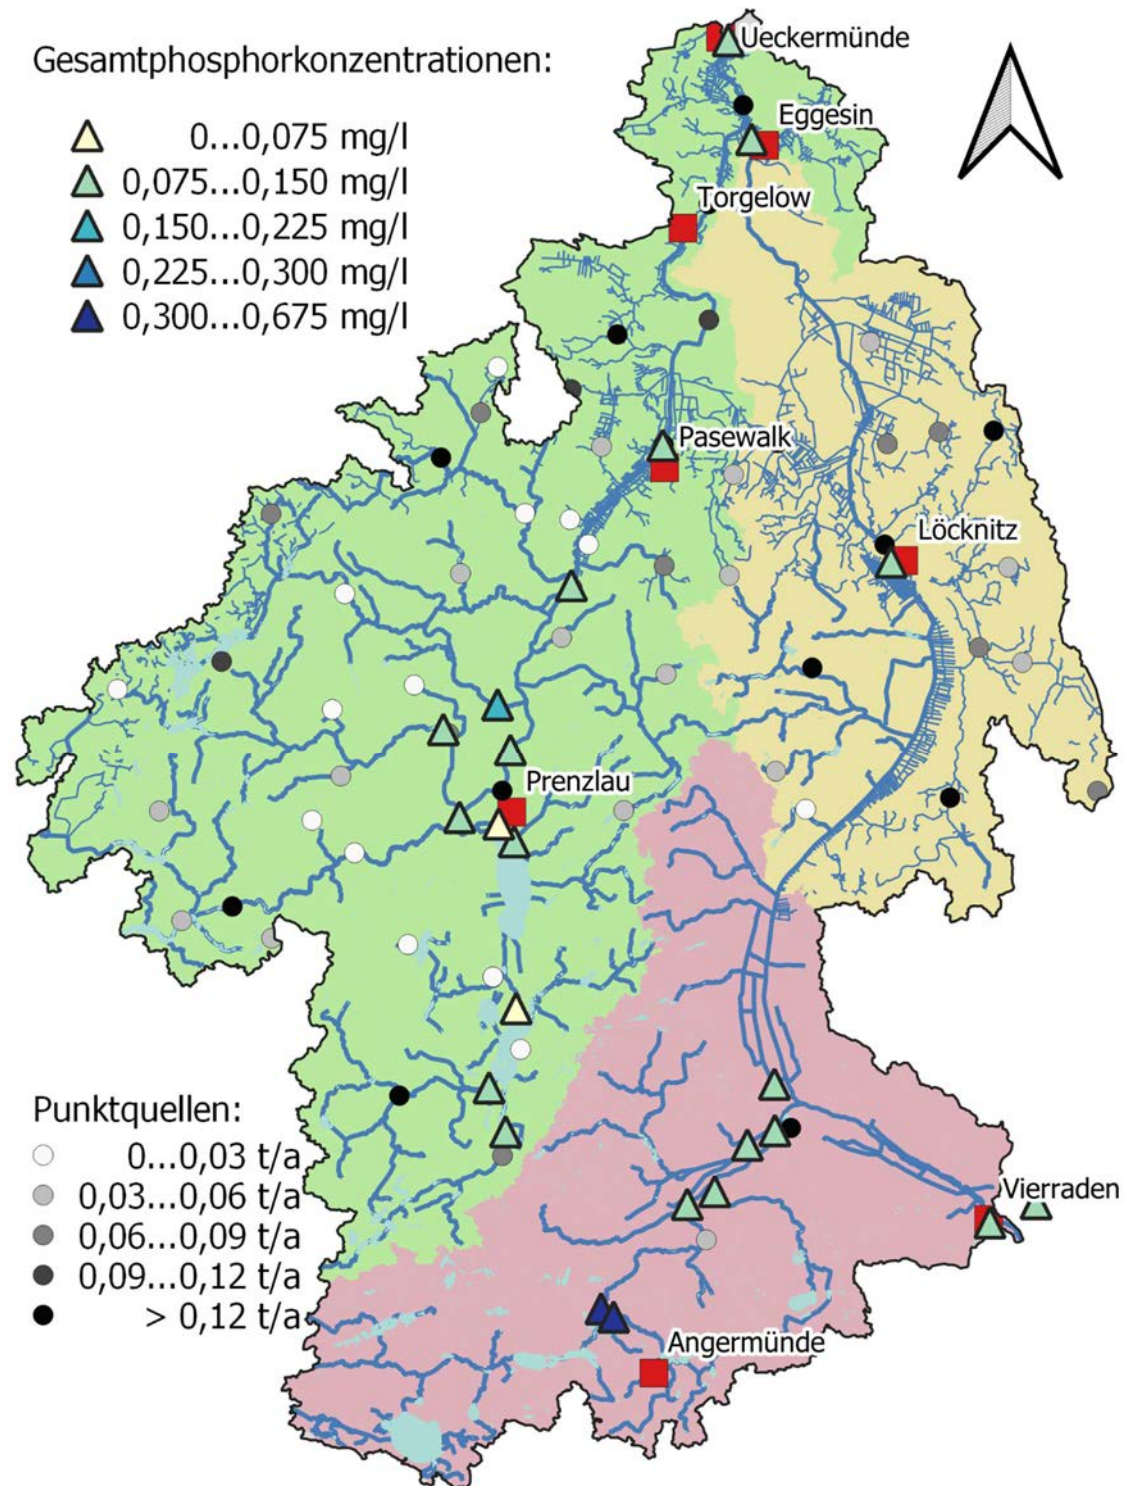 Gesamtphosphorkonzentrationen:
0...0,075 mg/l
0,075...0,150 mg/l
0,150...0,225 mg/l
0,225...0,300 mg/l
0,300...0,675 mg/l
Ueckermünde
Eggesin
Torgelow
Pasewalk
Löcknitz
Prenzlau
Vierraden
Angermünde
Punktquellen:
0...0,03 t/a
0,03...0,06 t/a
0,06...0,09 t/a
0,09...0,12 t/a
> 0,12 t/a